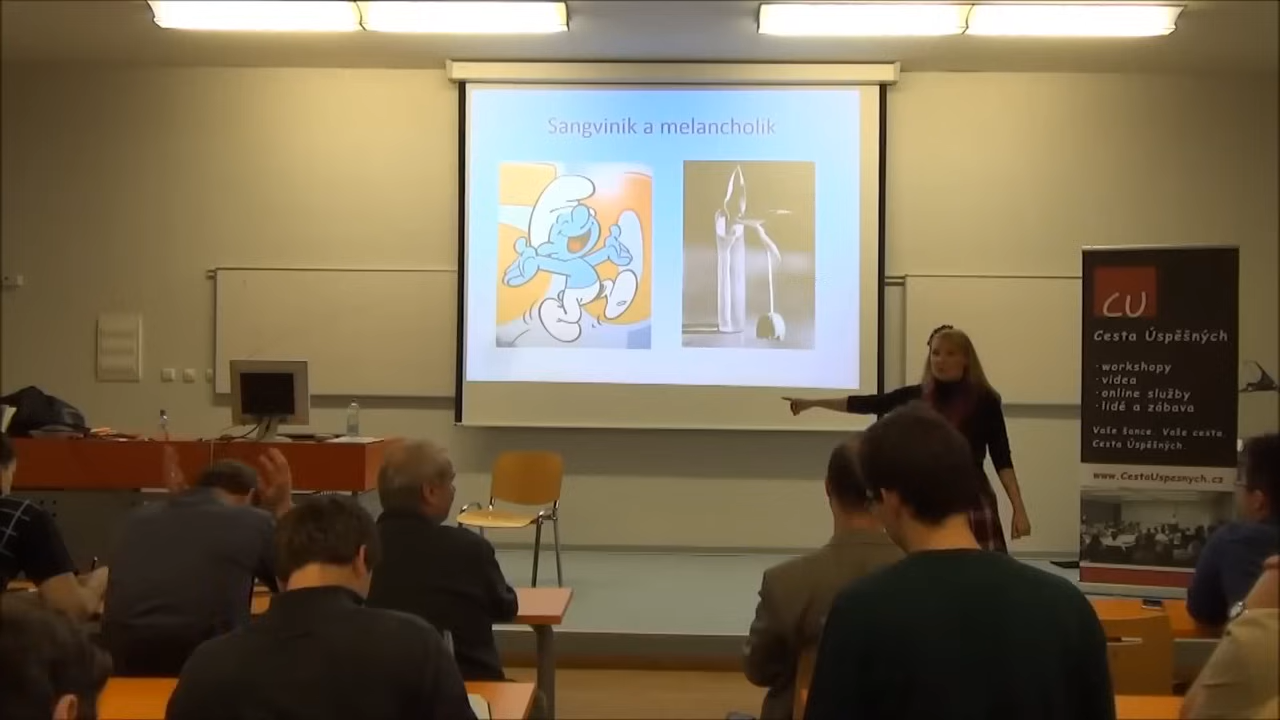 Sangvinik a melancholik
CU
Cesta Úspěšných
· workshopy
· videa
· online služby
· lidé a zábava
Vaše šance. Vaše cesta.
Cesta Úspěšných.
www.CestaUspesnych.cz